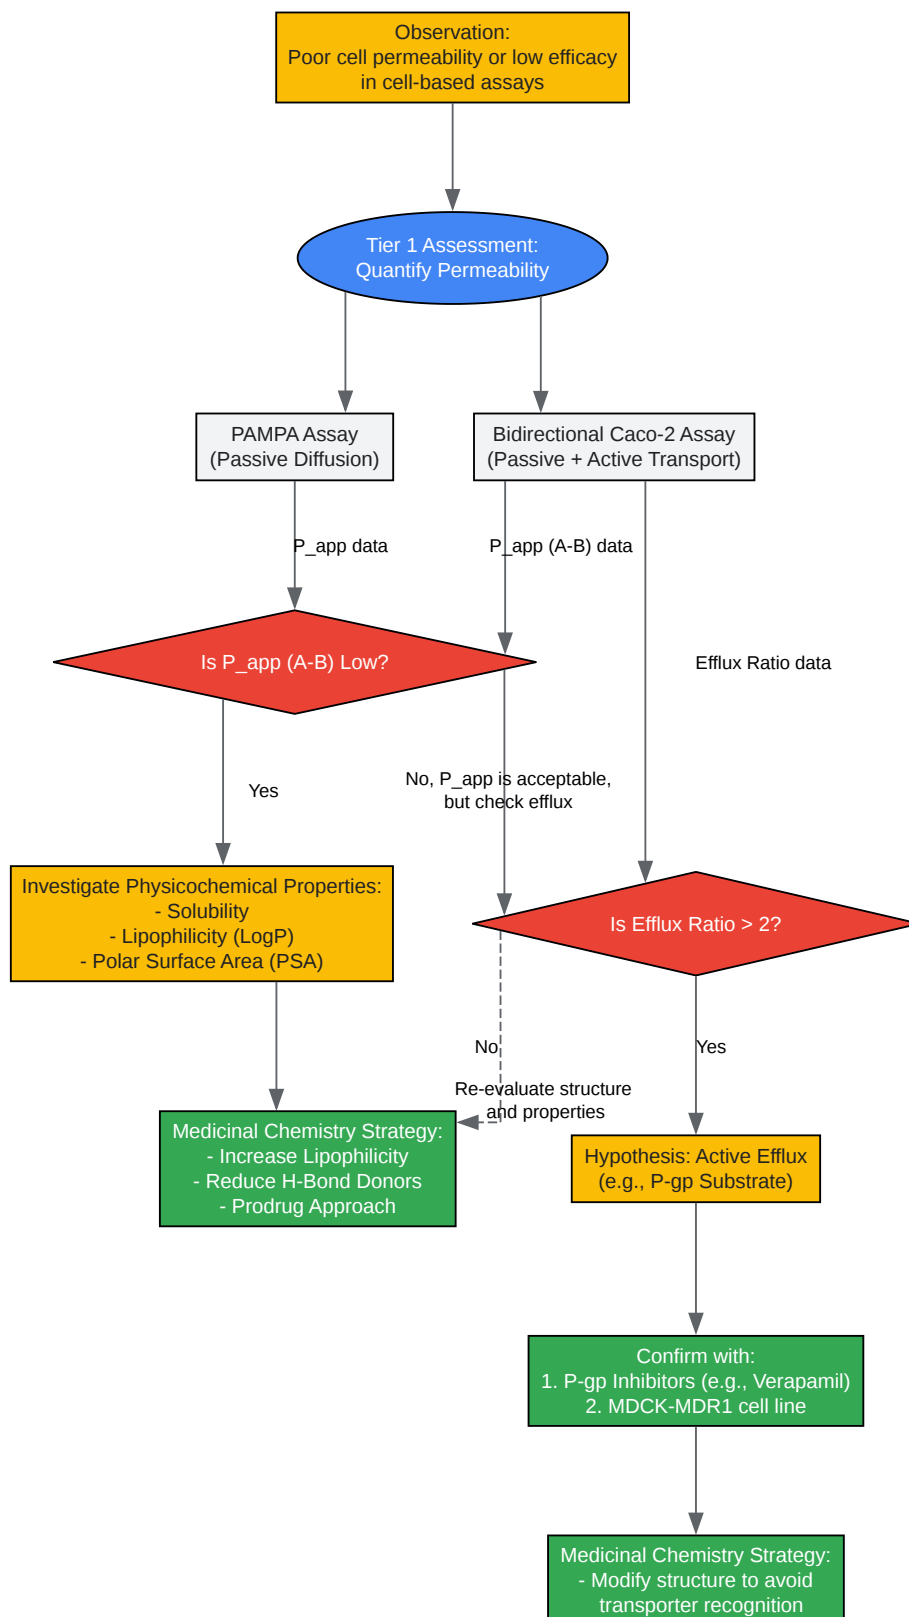 Observation:
Poor cell permeability or low efficacy
in cell-based assays
Tier 1 Assessment:
Quantify Permeability
PAMPA Assay
(Passive Diffusion)
Bidirectional Caco-2 Assay
(Passive + Active Transport)
P_app data
P_app (A-B) data
Is P_app (A-B) Low?
Efflux Ratio data
Yes
No, P_app is acceptable,
but check efflux
Investigate Physicochemical Properties:
- Solubility
- Lipophilicity (LogP)
- Polar Surface Area (PSA)
Is Efflux Ratio > 2?
No
Yes
Re-evaluate structure
and properties
Medicinal Chemistry Strategy:
- Increase Lipophilicity
- Reduce H-Bond Donors
- Prodrug Approach
Hypothesis: Active Efflux
(e.g., P-gp Substrate)
Confirm with:
1. P-gp Inhibitors (e.g., Verapamil)
2. MDCK-MDR1 cell line
Medicinal Chemistry Strategy:
- Modify structure to avoid
transporter recognition